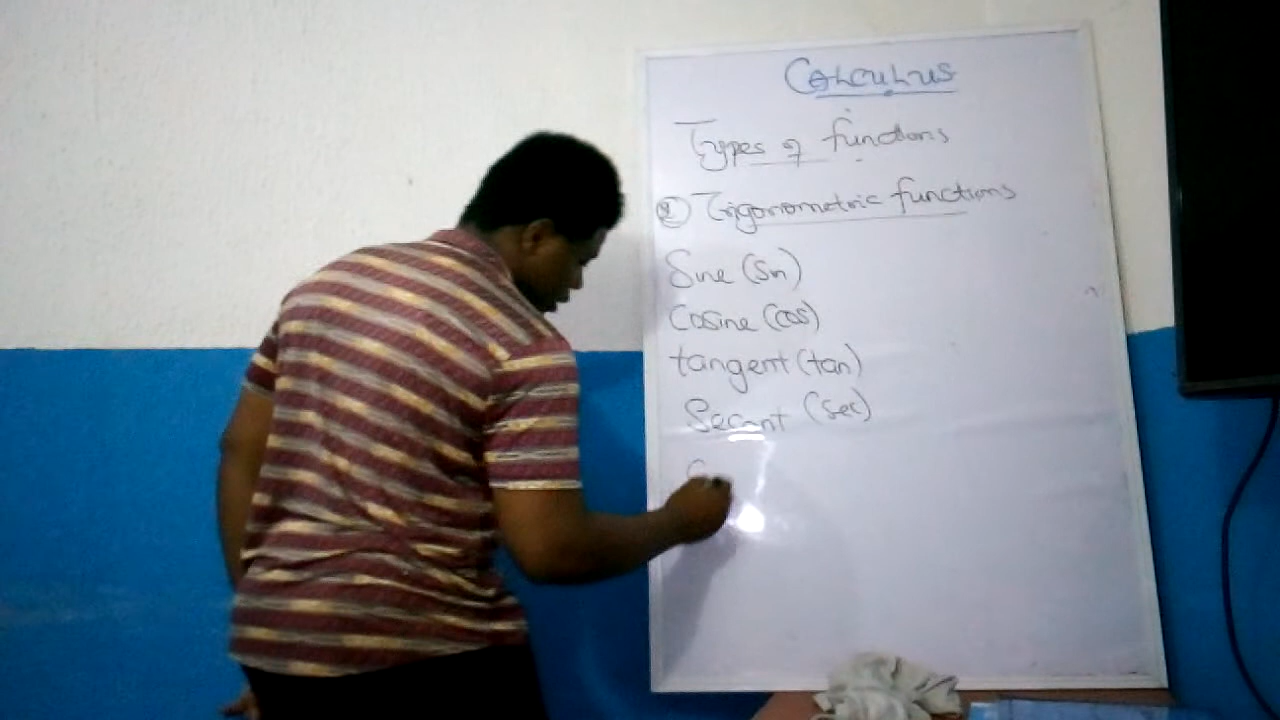 CALCULUS
Types of functions
② Trigonometric functions
Sine (Sin)
Cosine (cos)
tangent (tan)
Secant (Sec)
C